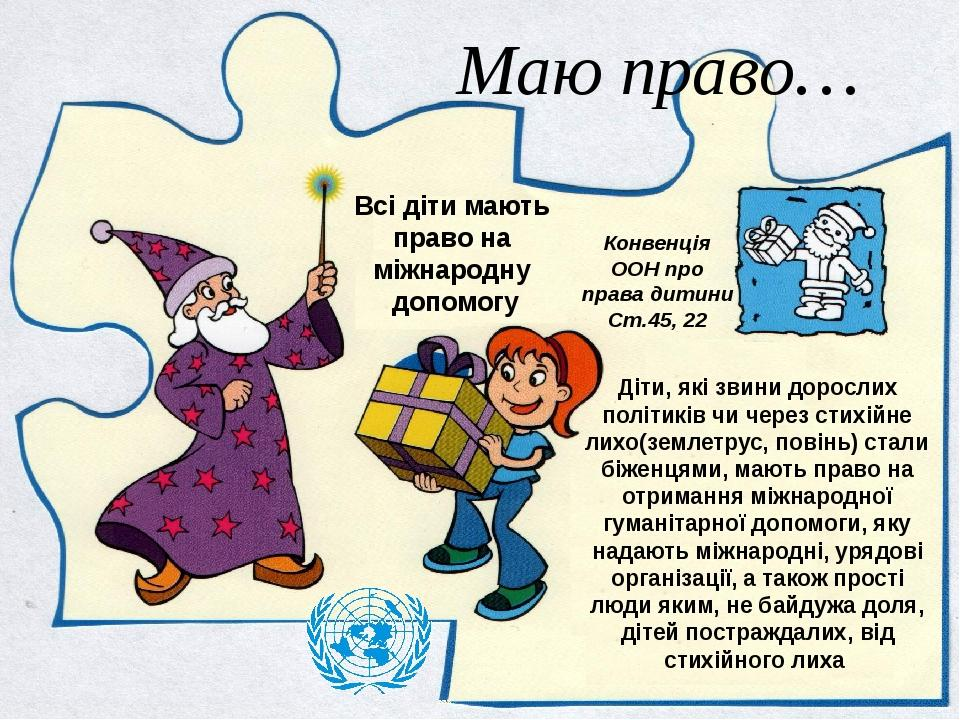 Маю право…
Всі діти мають
право на
міжнародну
допомогу
Конвенція
ООН про
права дитини
Ст.45, 22
Діти, які звини дорослих
політиків чи через стихійне
лихо(землетрус, повінь) стали
біженцями, мають право на
отримання міжнародної
гуманітарної допомоги, яку
надають міжнародні, урядові
організації, а також прості
люди яким, не байдужа доля,
дітей постраждалих, від
стихійного лиха